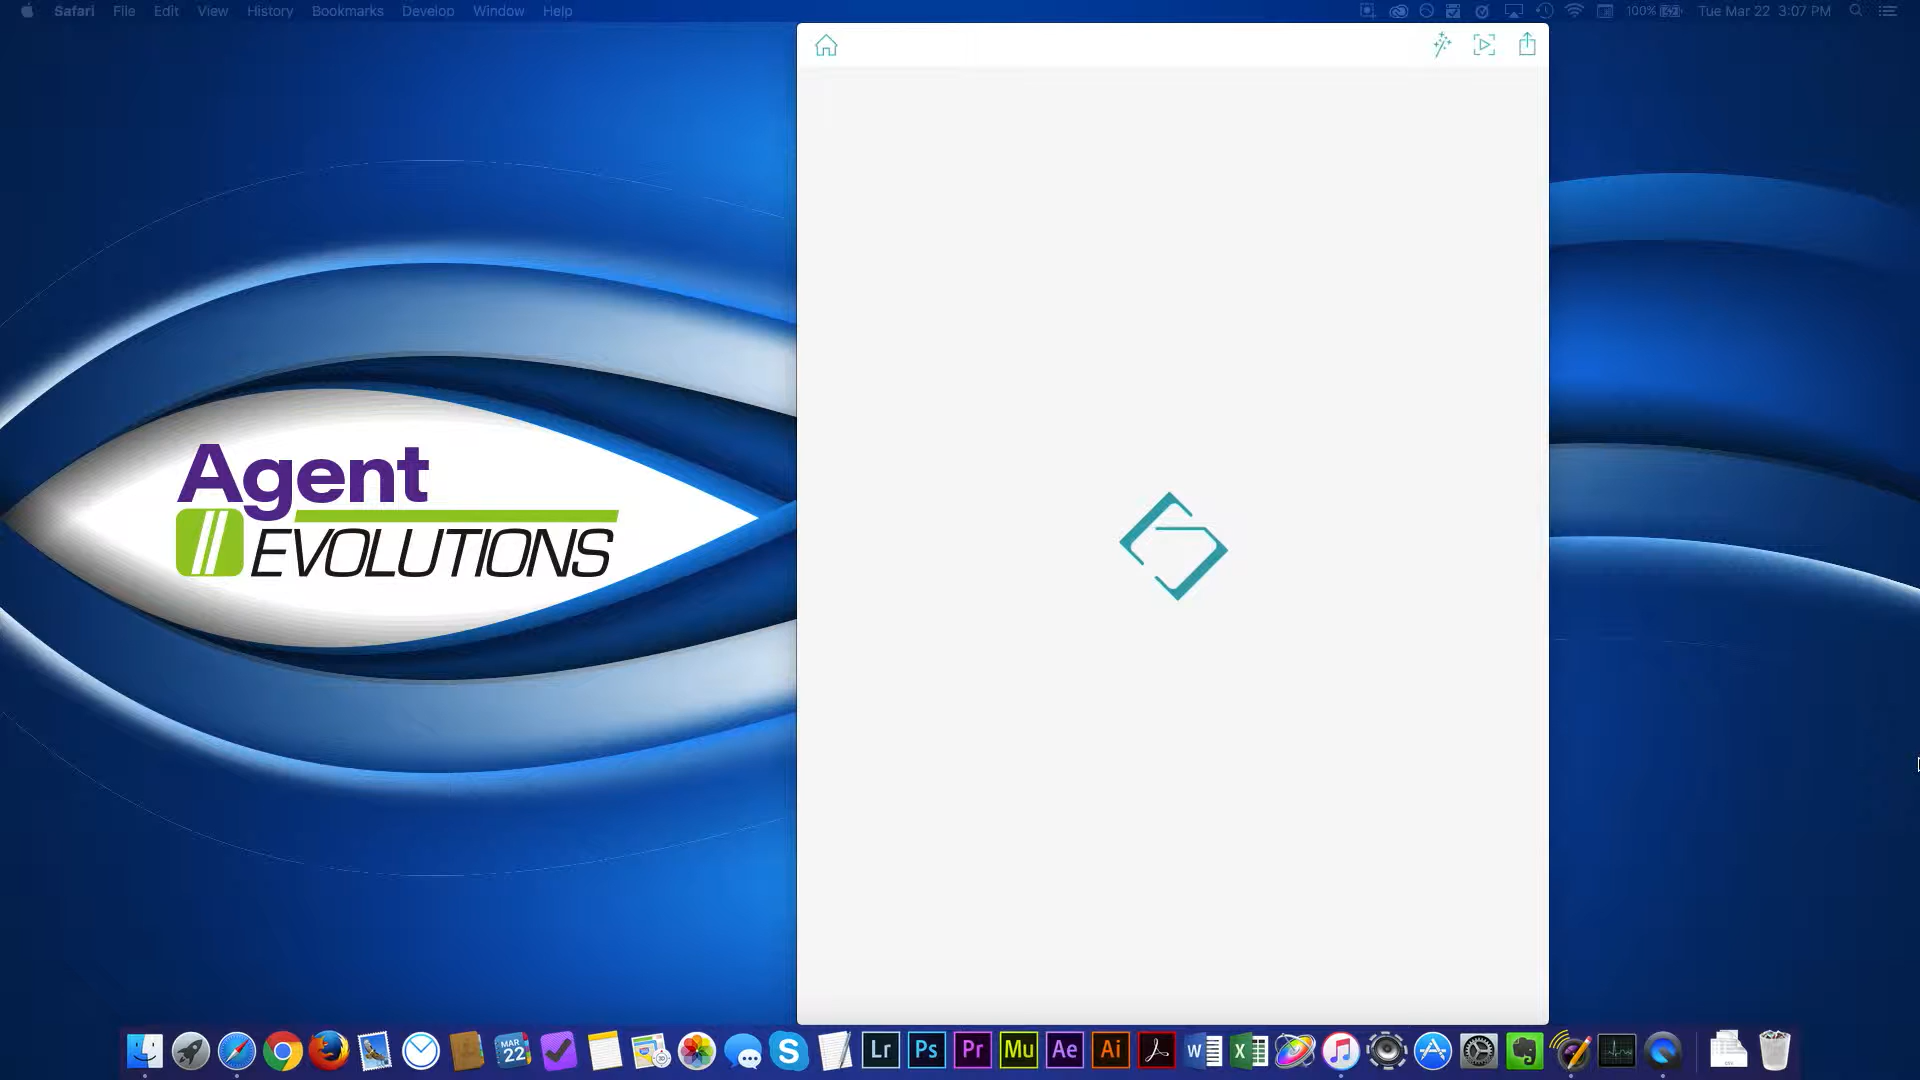 Safari File Edit View History Bookmarks Develop Window Help 100% Tue Mar 22 3:07 PM
Agent
EVOLUTIONS
MAR
22
S
Lr Ps Pr Mu Ae Ai W X